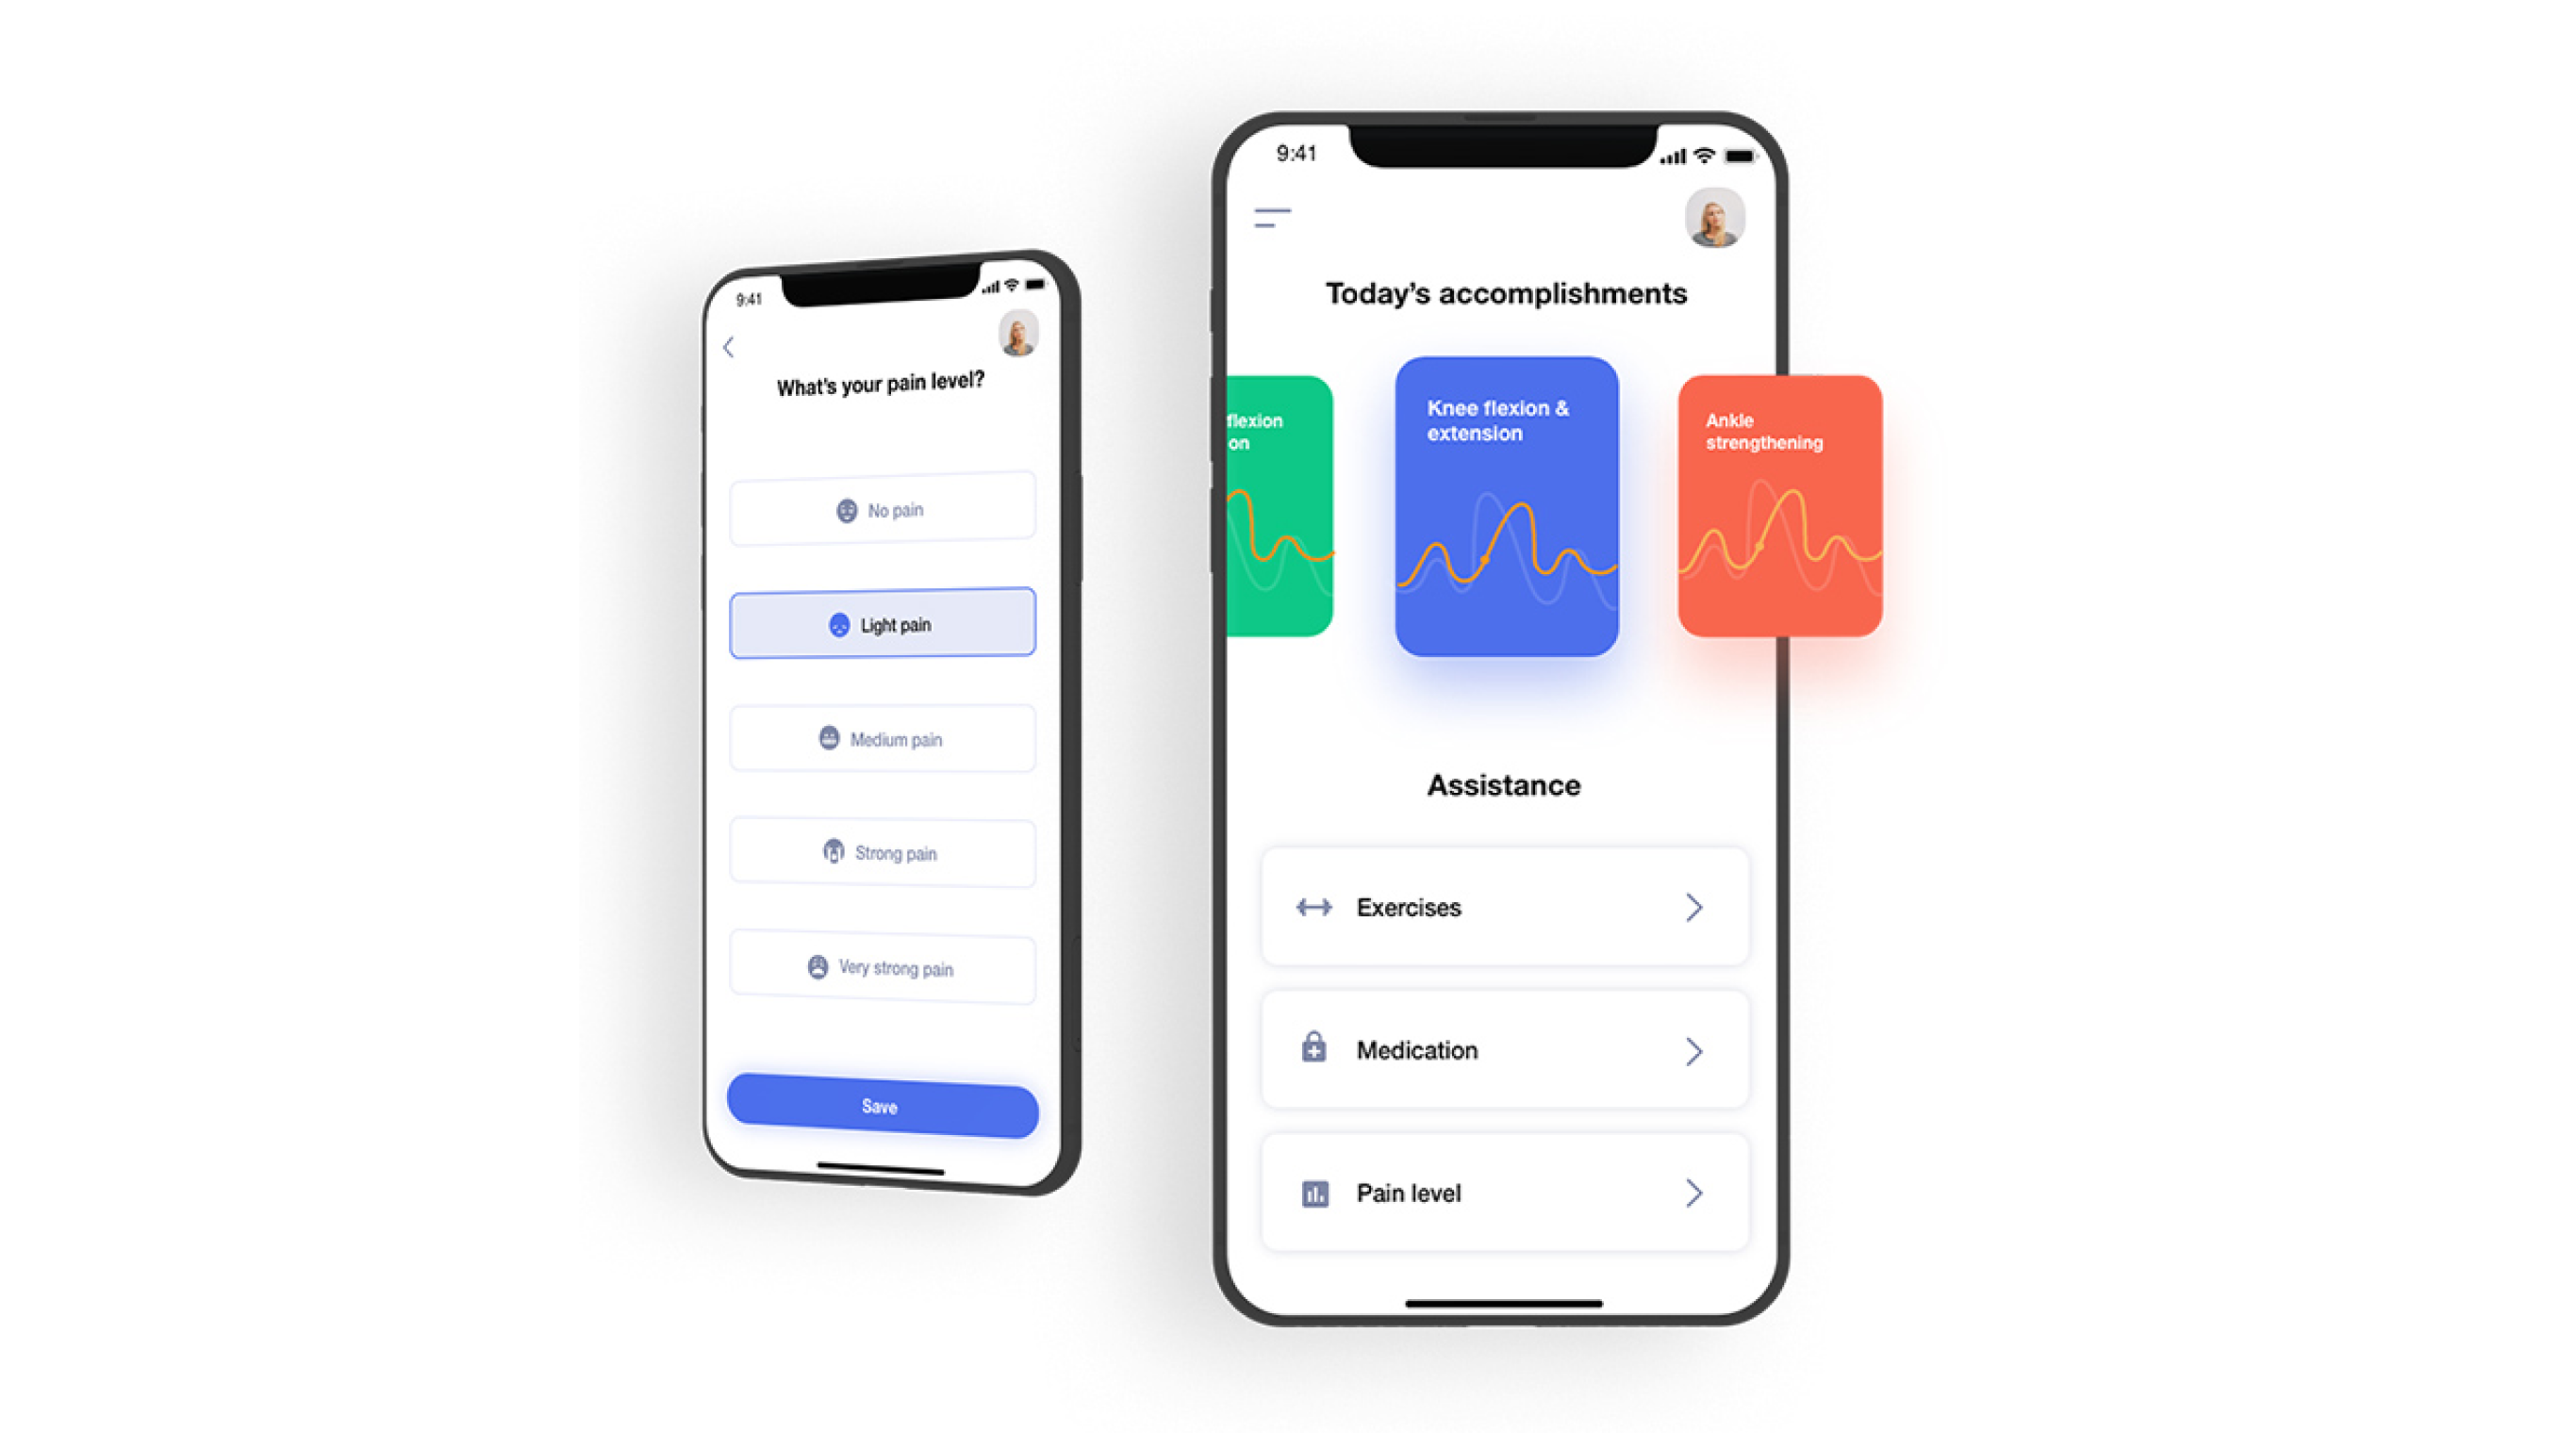 9:41
What's your pain level?
No pain
Light pain
Medium pain
Strong pain
Very strong pain
Save
9:41
Today’s accomplishments
flexion
on
Knee flexion &
extension
Ankle
strengthening
Assistance
Exercises
Medication
Pain level